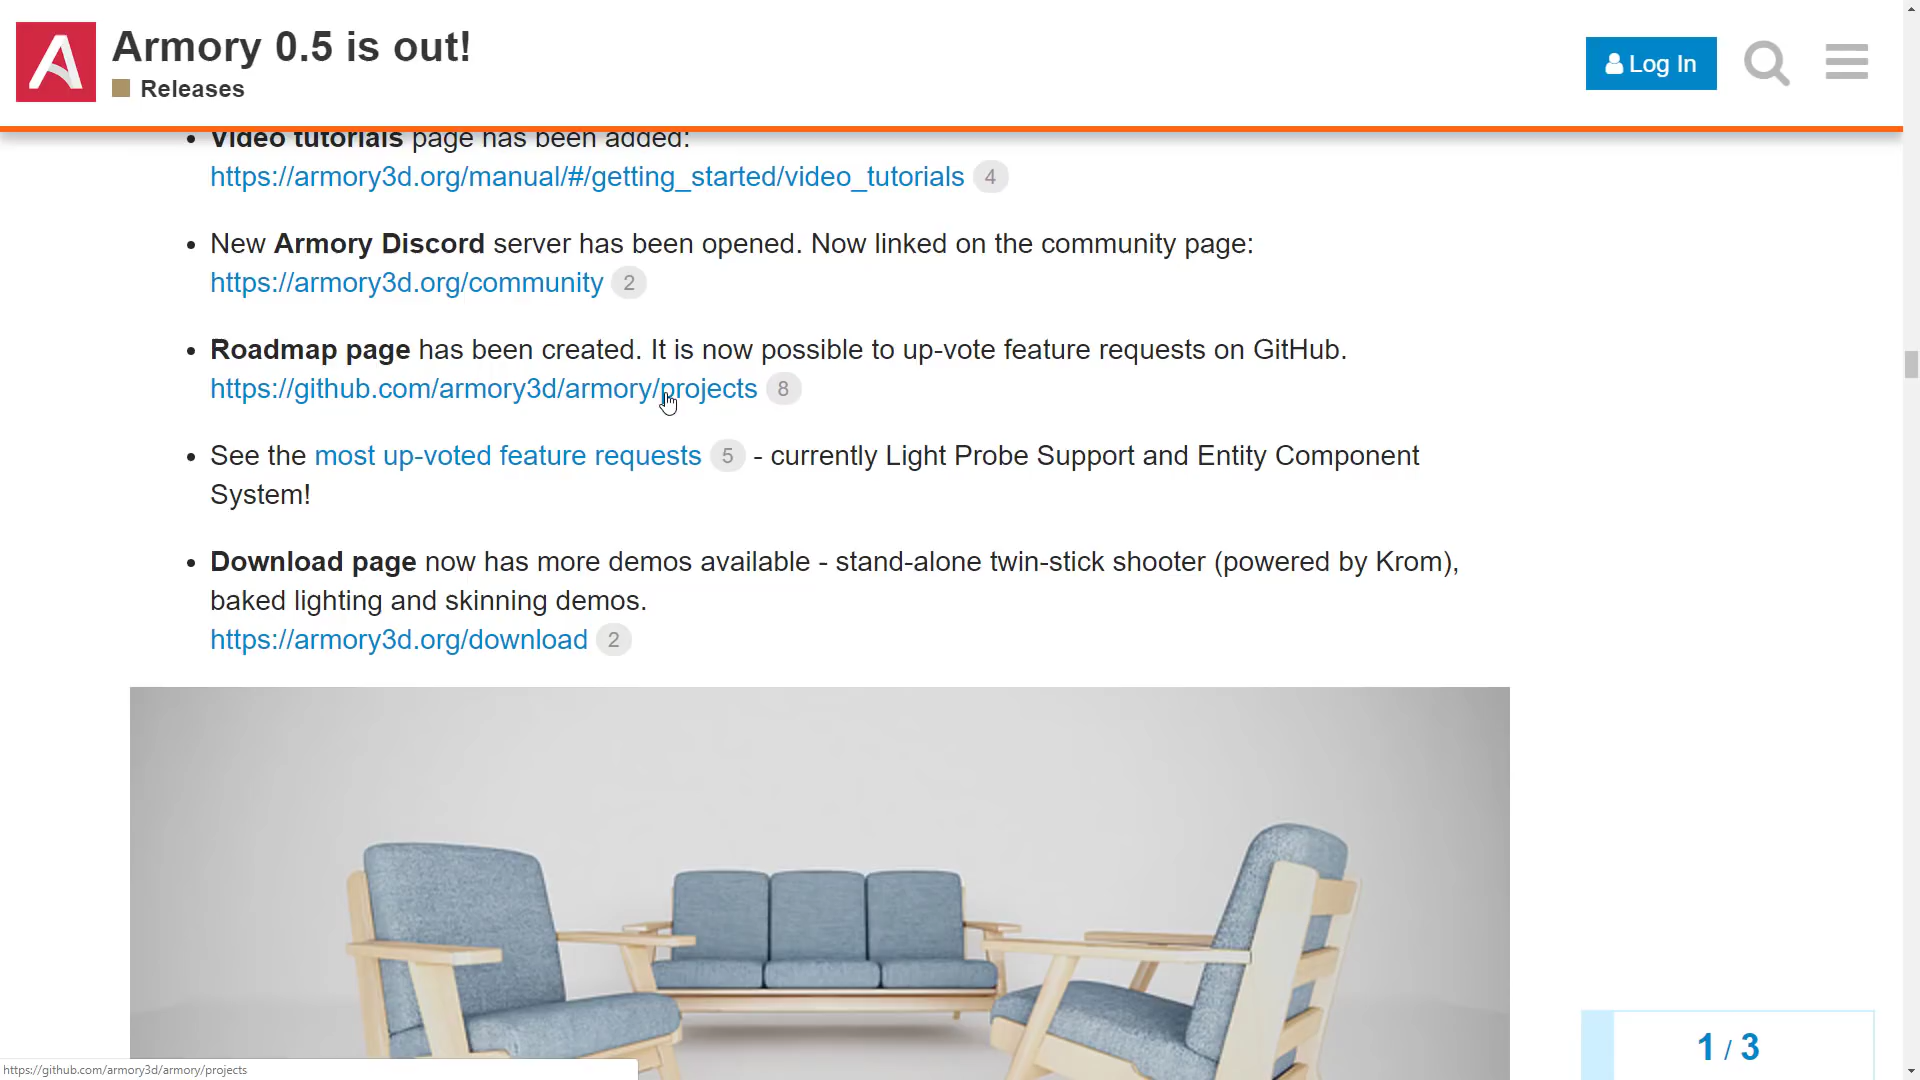 Armory 0.5 is out!
Releases
Log In
Video tutorials page has been added:
https://armory3d.org/manual/#/getting_started/video_tutorials 4
New Armory Discord server has been opened. Now linked on the community page:
https://armory3d.org/community 2
Roadmap page has been created. It is now possible to up-vote feature requests on GitHub.
https://github.com/armory3d/armory/projects 8
See the most up-voted feature requests 5 - currently Light Probe Support and Entity Component
System!
Download page now has more demos available - stand-alone twin-stick shooter (powered by Krom),
baked lighting and skinning demos.
https://armory3d.org/download 2
1 / 3
https://github.com/armory3d/armory/projects